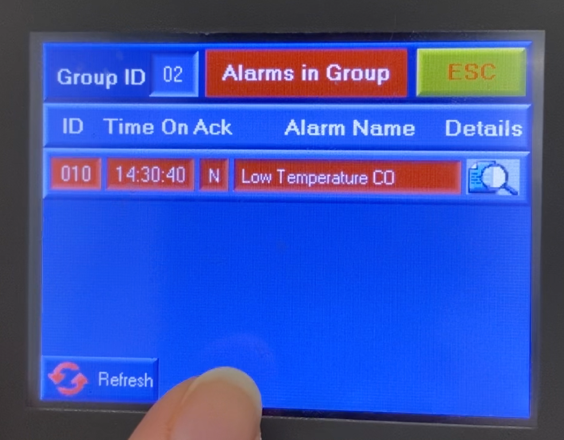 Group ID 02 Alarms in Group ESC
ID Time On Ack Alarm Name Details
010 14:30:40 N Low Temperature CO
Refresh